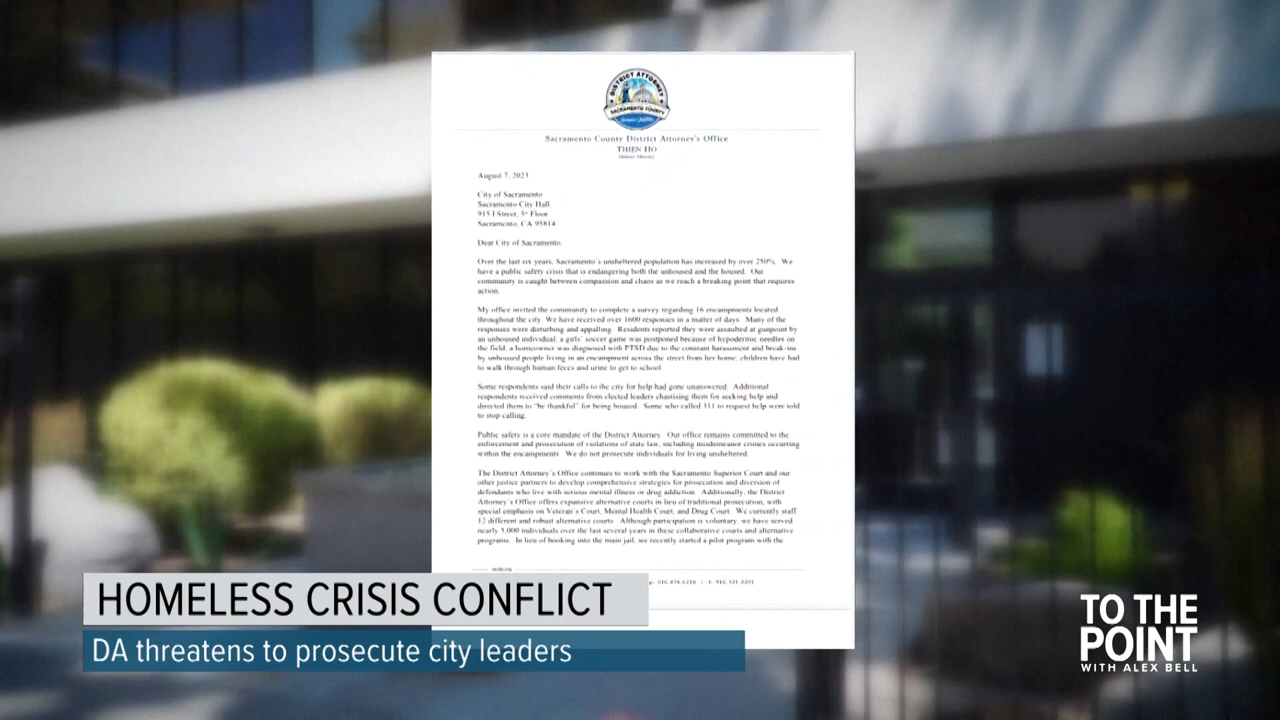 DISTRICT ATTORNEY
SACRAMENTO COUNTY
Sacramento County District Attorney's Office
THIEN HO
District Attorney
August 7, 2023
City of Sacramento
Sacramento City Hall
915 I Street, 5th Floor
Sacramento, CA 95814
Dear City of Sacramento,
Over the last six years, Sacramento's unsheltered population has increased by over 250%. We
have a public safety crisis that is endangering both the unhoused and the housed. Our
community is caught between compassion and chaos as we reach a breaking point that requires
action.
My office invited the community to complete a survey regarding 16 encampments located
throughout the city. We have received over 1600 responses in a matter of days. Many of the
responses were disturbing and appalling. Residents reported they were assaulted at gunpoint by
an unhoused individual, a girls' soccer game was postponed because of hypodermic needles on
the field, a homeowner was diagnosed with PTSD due to the constant harassment and break-ins
by unhoused people living in an encampment across the street from her home; children have had
to walk through human feces and urine to get to school.
Some respondents said their calls to the city for help had gone unanswered. Additional
respondents received comments from elected leaders chastising them for seeking help and
directed them to "be thankful" for being housed. Some who called 311 to request help were told
to stop calling.
Public safety is a core mandate of the District Attorney. Our office remains committed to the
enforcement and prosecution of violations of state law, including misdemeanor crimes occurring
within the encampments. We do not prosecute individuals for living unsheltered.
The District Attorney's Office continues to work with the Sacramento Superior Court and our
other justice partners to develop comprehensive strategies for prosecution and diversion of
defendants who live with serious mental illness or drug addiction. Additionally, the District
Attorney's Office offers expansive alternative courts in lieu of traditional prosecution, with
special emphasis on Veteran's Court, Mental Health Court, and Drug Court. We currently staff
12 different and robust alternative courts. Although participation is voluntary, we have served
nearly 5,000 individuals over the last several years in these collaborative courts and alternative
programs. In lieu of booking into the main jail, we recently started a pilot program with the
HOMELESS CRISIS CONFLICT
DA threatens to prosecute city leaders
TO THE
POINT
WITH ALEX BELL